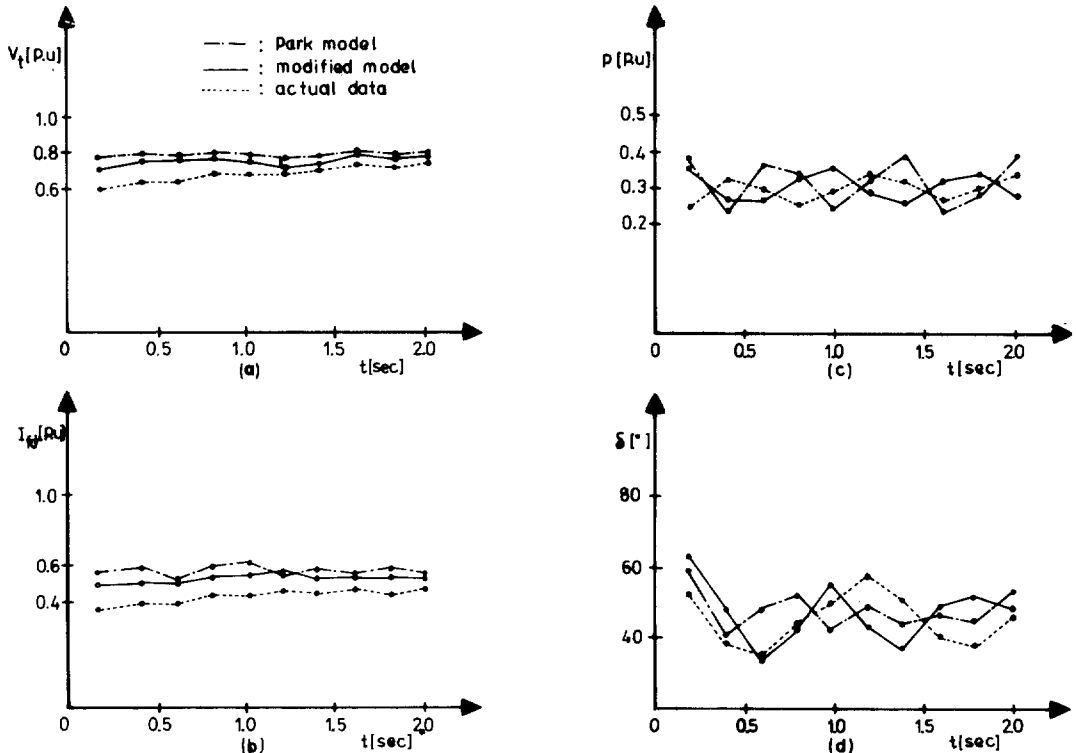 V_t [P.u]
—·— : Park model
—— : modified model
------ : actual data
1.0
0.8
0.6
0 0.5 1.0 1.5 2.0
(a) t[sec]
P [P.u]
0.5
0.4
0.3
0.2
0 0.5 1.0 1.5 2.0
(c) t[sec]
I_fd [P.u]
1.0
0.6
0.4
0 0.5 1.0 1.5 2.0
(b) t[sec]
δ [°]
80
60
40
0 0.5 1.0 1.5 2.0
(d) t[sec]